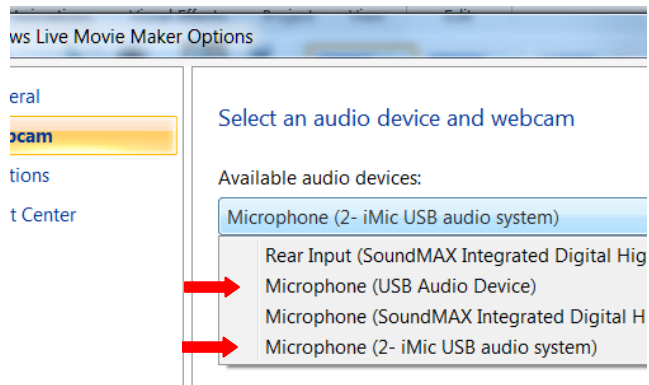 ws Live Movie Maker Options
eral
bcam
tions
t Center
Select an audio device and webcam
Available audio devices:
Microphone (2- iMic USB audio system)
Rear Input (SoundMAX Integrated Digital Hig
Microphone (USB Audio Device)
Microphone (SoundMAX Integrated Digital H
Microphone (2- iMic USB audio system)